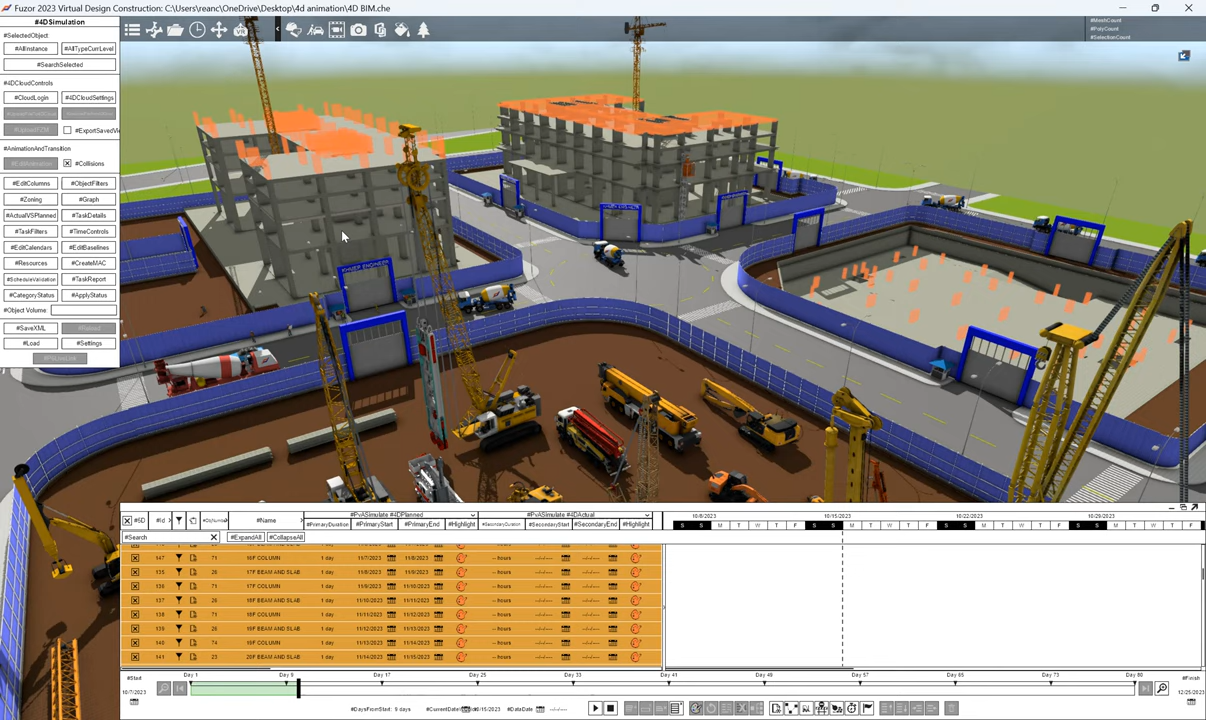 Fuzor 2023 Virtual Design Construction: C:\Users\reanc\OneDrive\Desktop\4d animation\4D BIM.che
#4DSimulation
#SelectedObject
#AllInstance #AllTypeCurrLevel
#SearchSelected
#4DCloudControls
#CloudLogin #4DCloudSettings
#ExportSavedVi
#AnimationAndTransition
#EditAnimation #Collisions
#EditColumns #ObjectFilters
#Zoning #Graph
#ActualVSPlanned #TaskDetails
#TaskFilters #TimeControls
#EditCalendars #EditBaselines
#Resources #CreateMAC
#ScheduleValidation #TaskReport
#CategoryStatus #ApplyStatus
#Object Volume:
#SaveXML #Reload
#Load #Settings
#MeshCount
#PolyCount
#SelectionCount
KHMER ENGINEER
#5D #Id #Name
#PvASimulate #4DPlanned #PvASimulate #4DActual
#PrimaryDuration #PrimaryStart #PrimaryEnd #Highlight #SecondaryDuration #SecondaryStart #SecondaryEnd #Highlight
10/8/2023 10/15/2023 10/22/2023 10/29/2023
S S M T W T F S S M T W T F S S M T W T F S S M T W T F
#Search #ExpandAll #CollapseAll
147 71 16F COLUMN 1 day 11/7/2023 11/8/2023 -- hours --/--/-- --/--/--
135 26 17F BEAM AND SLAB 1 day 11/8/2023 11/9/2023 -- hours --/--/-- --/--/--
136 71 17F COLUMN 1 day 11/9/2023 11/10/2023 -- hours --/--/-- --/--/--
137 26 18F BEAM AND SLAB 1 day 11/10/2023 11/11/2023 -- hours --/--/-- --/--/--
138 71 18F COLUMN 1 day 11/11/2023 11/12/2023 -- hours --/--/-- --/--/--
139 26 19F BEAM AND SLAB 1 day 11/12/2023 11/13/2023 -- hours --/--/-- --/--/--
140 74 19F COLUMN 1 day 11/13/2023 11/14/2023 -- hours --/--/-- --/--/--
141 23 20F BEAM AND SLAB 1 day 11/14/2023 11/15/2023 -- hours --/--/-- --/--/--
#Start Day 1 Day 9 Day 17 Day 25 Day 33 Day 41 Day 49 Day 57 Day 65 Day 73 Day 80 #Finish
10/7/2023 12/25/2023
#DaysFromStart: 9 days #CurrentDate 10/15/2023 #DataDate --/--/--